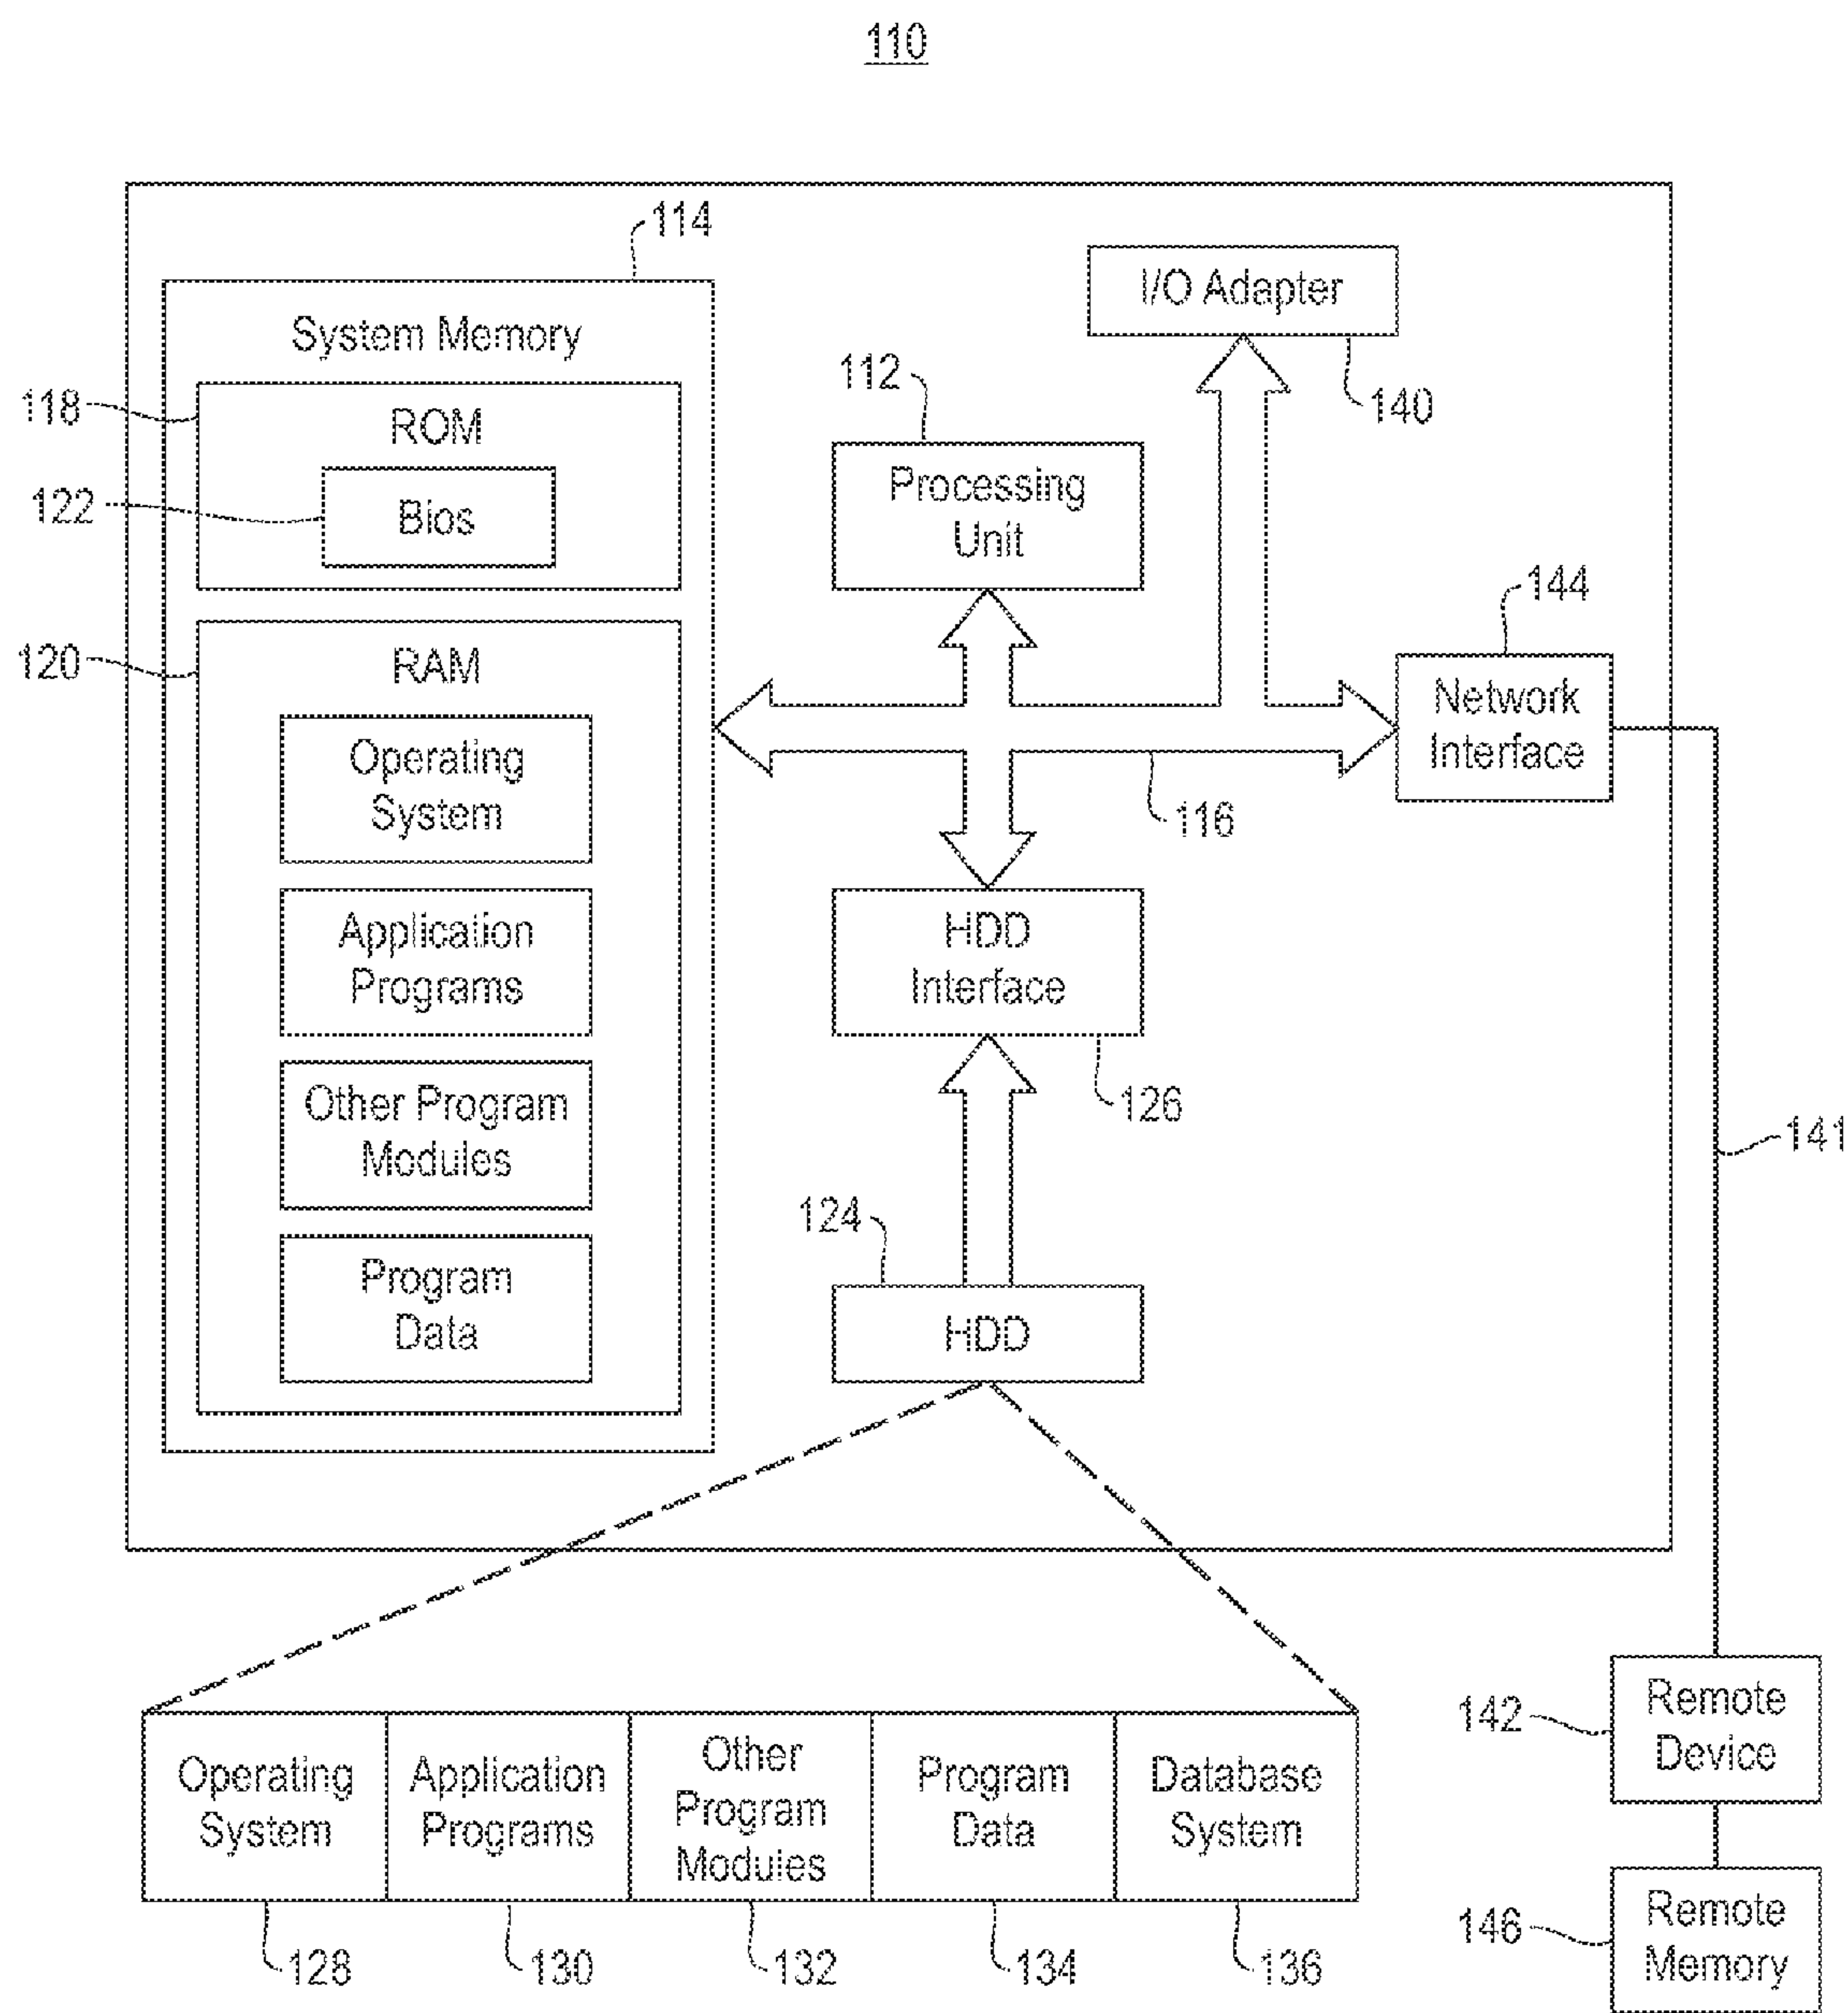 110
114
System Memory
118
ROM
122
Bios
120
RAM
Operating
System
Application
Programs
Other Program
Modules
Program
Data
I/O Adapter
140
112
Processing
Unit
144
Network
Interface
116
HDD
Interface
126
141
124
HDD
Operating
System
Application
Programs
Other
Program
Modules
Program
Data
Database
System
128
130
132
134
136
142
Remote
Device
146
Remote
Memory